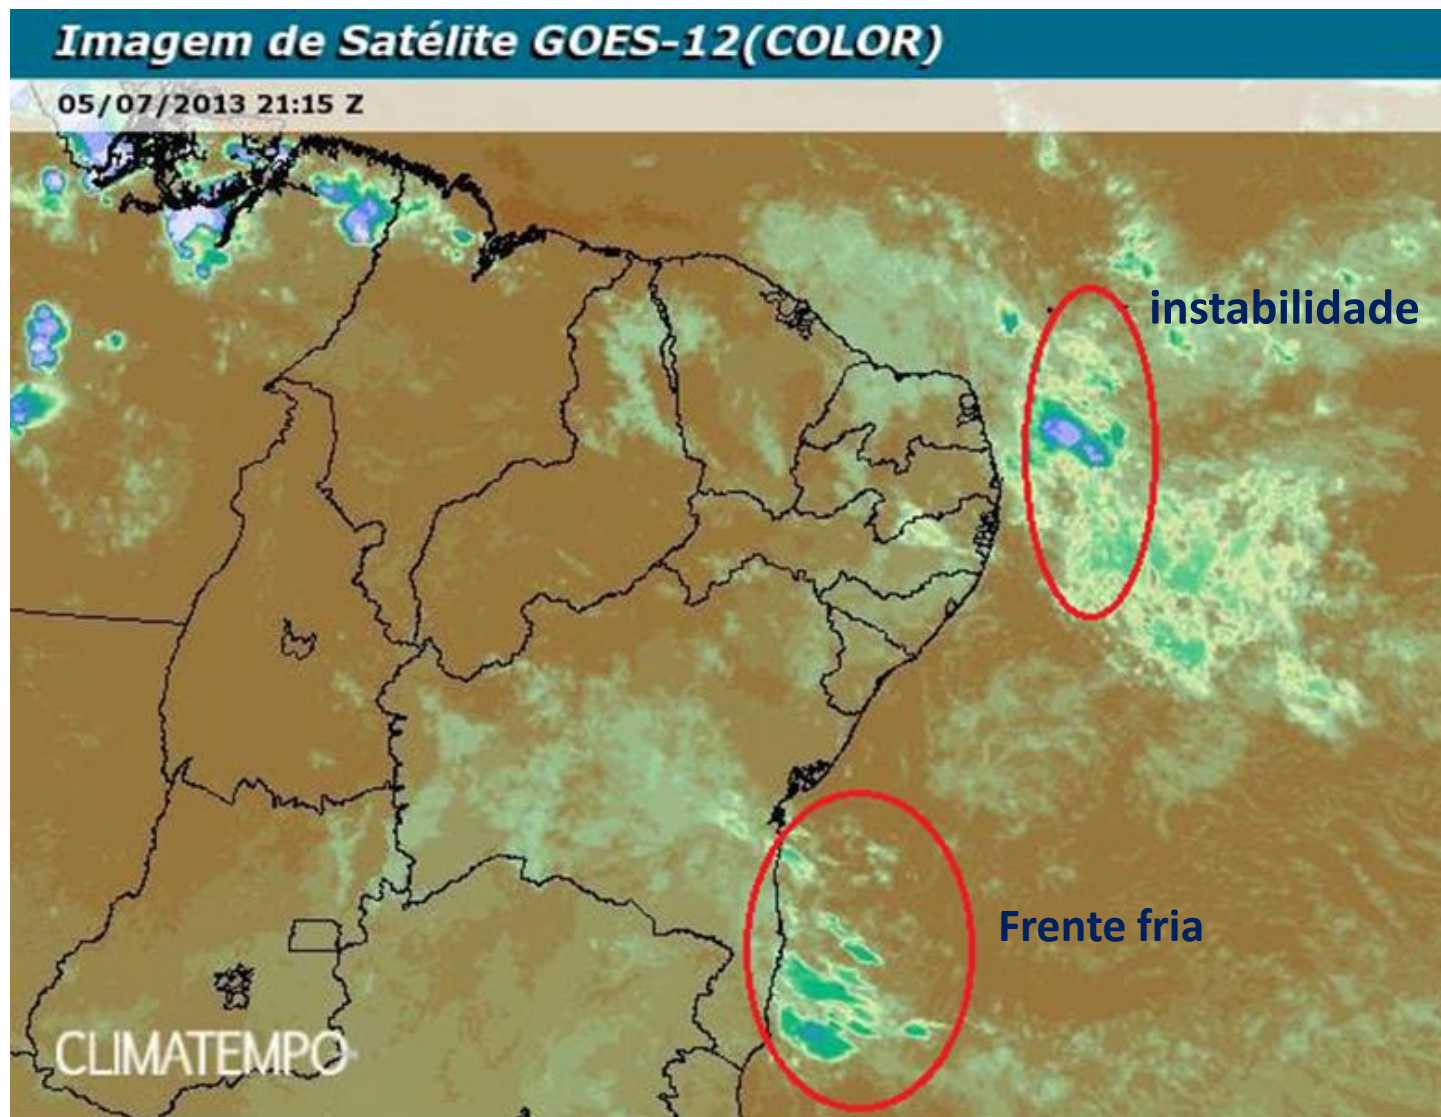 Imagem de Satélite GOES-12(COLOR)
05/07/2013 21:15 Z
instabilidade
Frente fria
CLIMATEMPO